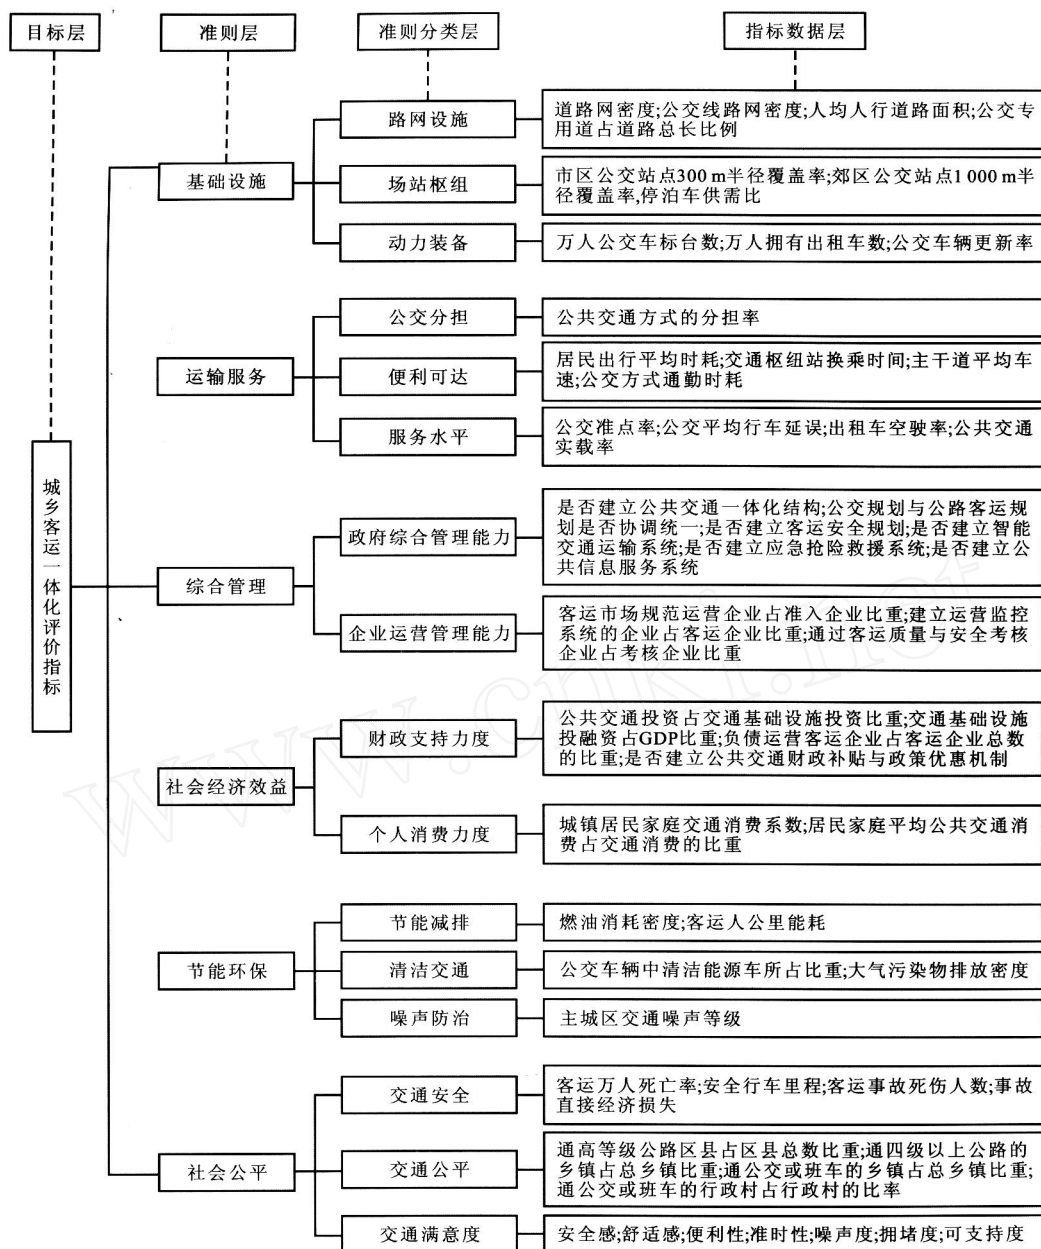 目标层
准则层
准则分类层
指标数据层
城乡客运一体化评价指标
基础设施
路网设施
道路网密度;公交线路网密度;人均人行道路面积;公交专
用道占道路总长比例
场站枢组
市区公交站点300 m半径覆盖率;郊区公交站点1 000 m半
径覆盖率,停泊车供需比
动力装备
万人公交车标台数;万人拥有出租车数;公交车辆更新率
运输服务
公交分担
公共交通方式的分担率
便利可达
居民出行平均时耗;交通枢纽站换乘时间;主干道平均车
速;公交方式通勤时耗
服务水平
公交准点率;公交平均行车延误;出租车空驶率;公共交通
实载率
综合管理
政府综合管理能力
是否建立公共交通一体化结构;公交规划与公路客运规
划是否协调统一;是否建立客运安全规划;是否建立智能
交通运输系统;是否建立应急抢险救援系统;是否建立公
共信息服务系统
企业运营管理能力
客运市场规范运营企业占准入企业比重;建立运营监控
系统的企业占客运企业比重;通过客运质量与安全考核
企业占考核企业比重
社会经济效益
财政支持力度
公共交通投资占交通基础设施投资比重;交通基础设施
投融资占GDP比重;负债运营客运企业占客运企业总数
的比重;是否建立公共交通财政补贴与政策优惠机制
个人消费力度
城镇居民家庭交通消费系数;居民家庭平均公共交通消
费占交通消费的比重
节能环保
节能减排
燃油消耗密度;客运人公里能耗
清洁交通
公交车辆中清洁能源车所占比重;大气污染物排放密度
噪声防治
主城区交通噪声等级
社会公平
交通安全
客运万人死亡率;安全行车里程;客运事故死伤人数;事故
直接经济损失
交通公平
通高等级公路区县占区县总数比重;通四级以上公路的
乡镇占总乡镇比重;通公交或班车的乡镇占总乡镇比重;
通公交或班车的行政村占行政村的比率
交通满意度
安全感;舒适感;便利性;准时性;噪声度;拥堵度;可支持度
www.cnki.net